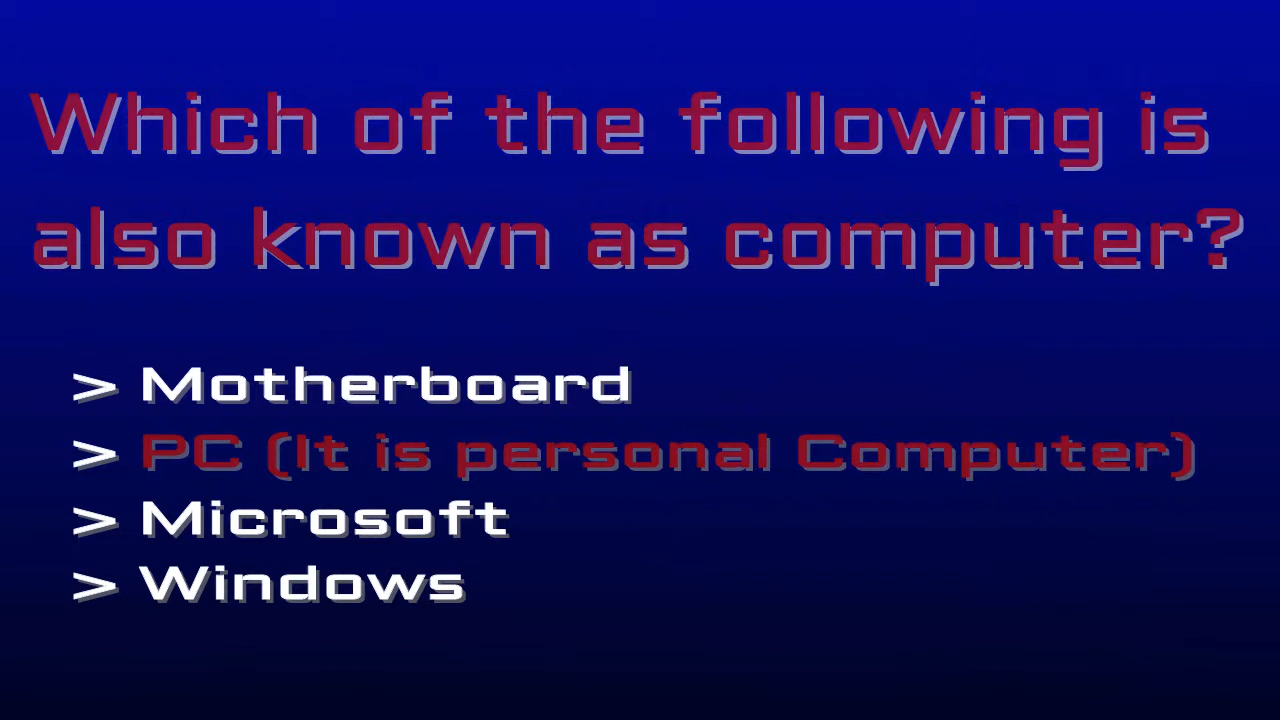 Which of the following is
also known as computer?
> Motherboard
> PC (It is personal Computer)
> Microsoft
> Windows